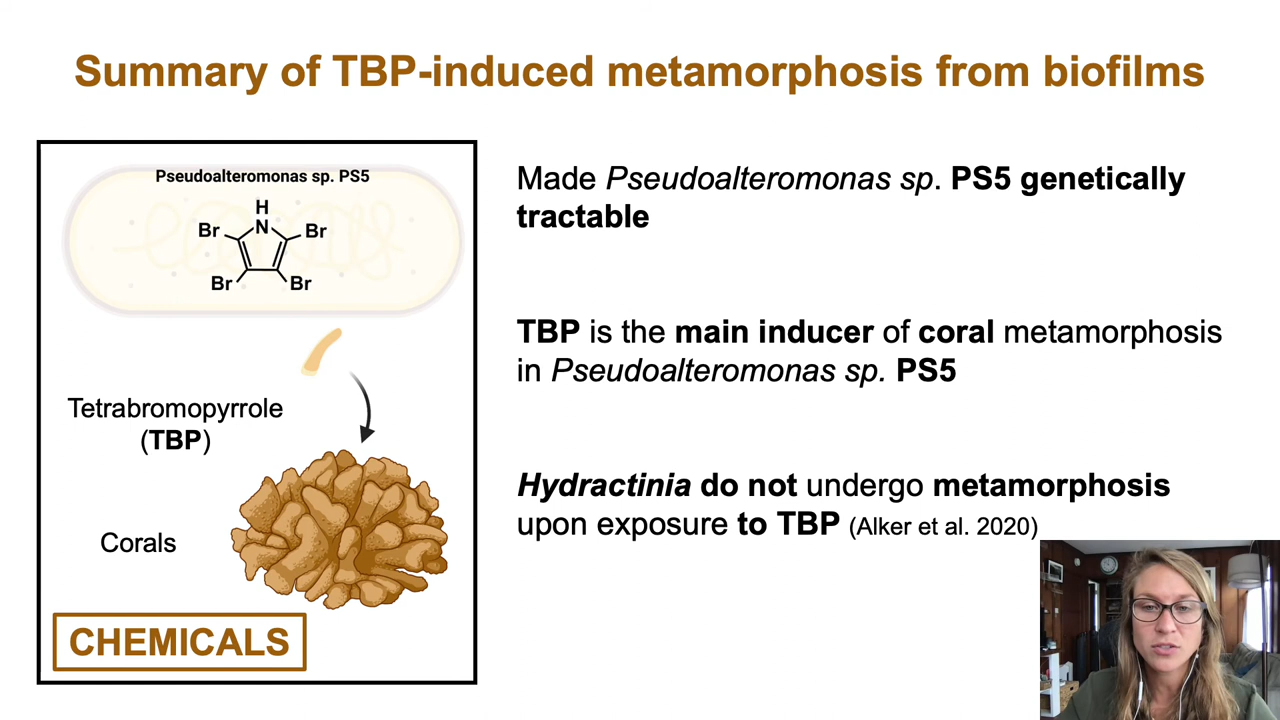 Summary of TBP-induced metamorphosis from biofilms
Pseudoalteromonas sp. PS5
H
N
Br
Br
Br
Br
Tetrabromopyrrole
(TBP)
Corals
CHEMICALS
Made Pseudoalteromonas sp. PS5 genetically
tractable
TBP is the main inducer of coral metamorphosis
in Pseudoalteromonas sp. PS5
Hydractinia do not undergo metamorphosis
upon exposure to TBP (Alker et al. 2020)